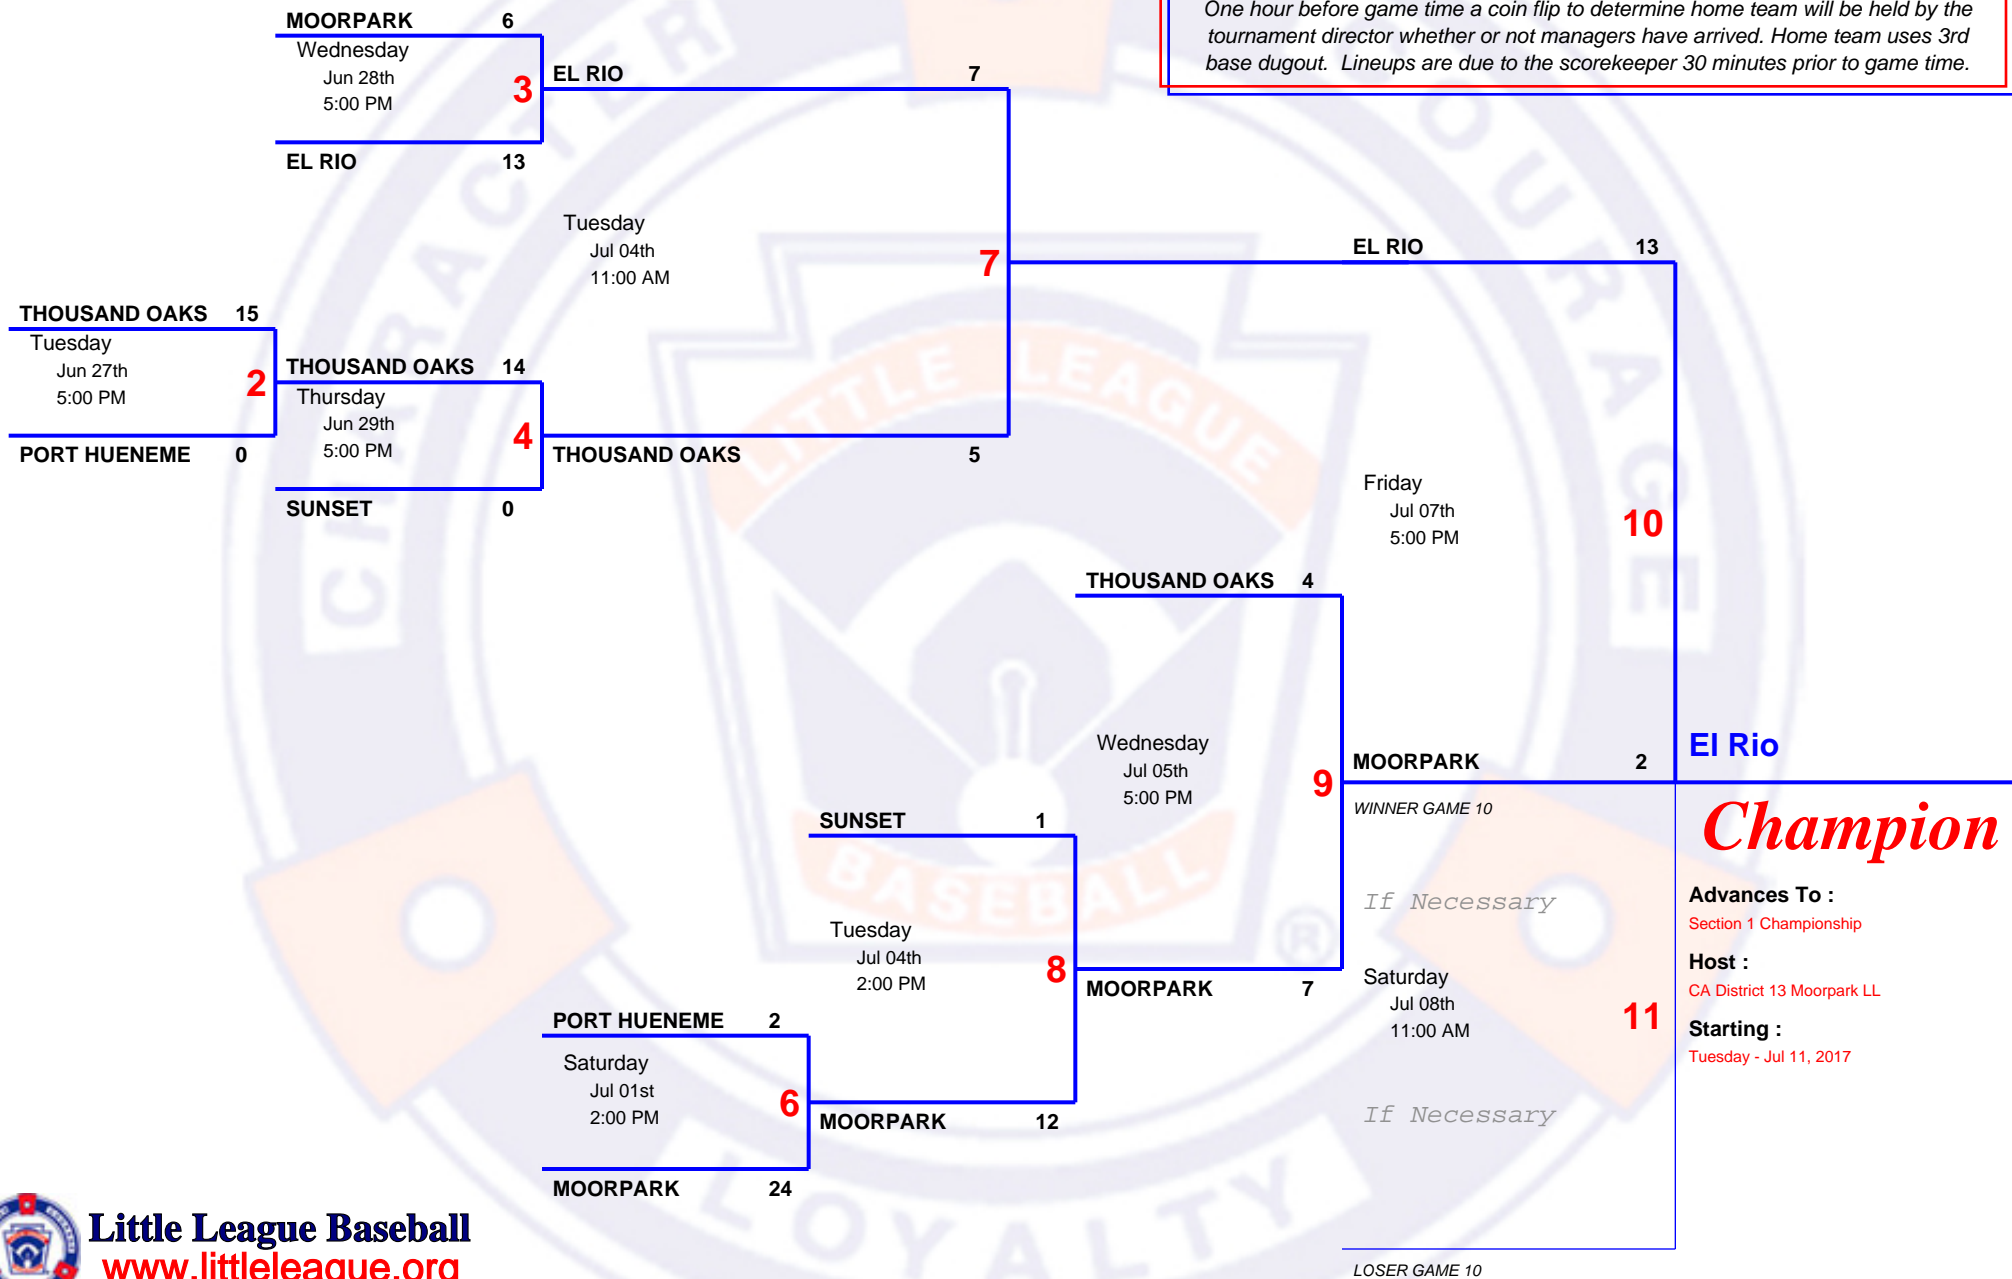 One hour before game time a coin flip to determine home team will be held by the
tournament director whether or not managers have arrived. Home team uses 3rd
base dugout.  Lineups are due to the scorekeeper 30 minutes prior to game time.
MOORPARK 6
Wednesday
Jun 28th
5:00 PM
3
EL RIO 13
EL RIO 7
Tuesday
Jul 04th
11:00 AM
7
THOUSAND OAKS 15
Tuesday
Jun 27th
5:00 PM
2
PORT HUENEME 0
THOUSAND OAKS 14
Thursday
Jun 29th
5:00 PM
4
SUNSET 0
THOUSAND OAKS 5
EL RIO 13
Friday
Jul 07th
5:00 PM
10
THOUSAND OAKS 4
Wednesday
Jul 05th
5:00 PM
9
MOORPARK 7
MOORPARK 2
WINNER GAME 10
If Necessary
Saturday
Jul 08th
11:00 AM
11
If Necessary
LOSER GAME 10
SUNSET 1
Tuesday
Jul 04th
2:00 PM
8
MOORPARK 12
PORT HUENEME 2
Saturday
Jul 01st
2:00 PM
6
MOORPARK 24
El Rio
Champion
Advances To :
Section 1 Championship
Host :
CA District 13 Moorpark LL
Starting :
Tuesday - Jul 11, 2017
CHARACTER
COURAGE
LOYALTY
LITTLE LEAGUE
BASEBALL
®
Little League Baseball
www.littleleague.org